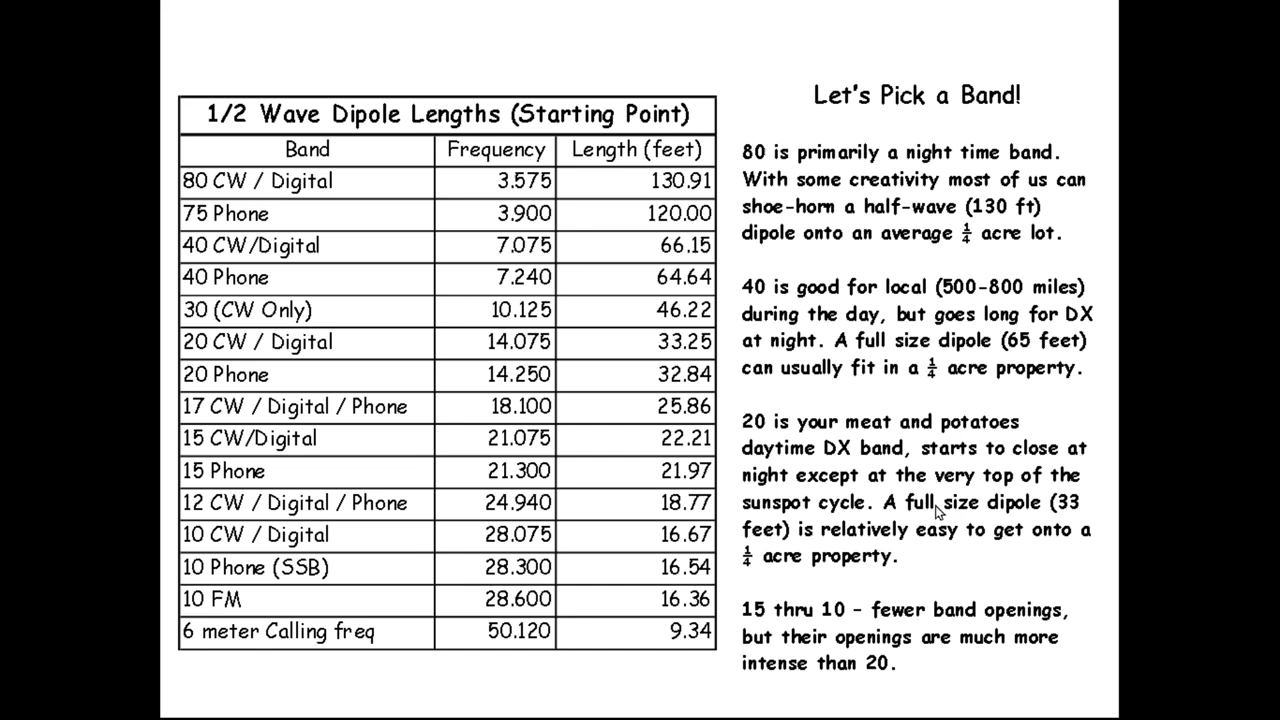 1/2 Wave Dipole Lengths (Starting Point)
Band Frequency Length (feet)
80 CW / Digital 3.575 130.91
75 Phone 3.900 120.00
40 CW/Digital 7.075 66.15
40 Phone 7.240 64.64
30 (CW Only) 10.125 46.22
20 CW / Digital 14.075 33.25
20 Phone 14.250 32.84
17 CW / Digital / Phone 18.100 25.86
15 CW/Digital 21.075 22.21
15 Phone 21.300 21.97
12 CW / Digital / Phone 24.940 18.77
10 CW / Digital 28.075 16.67
10 Phone (SSB) 28.300 16.54
10 FM 28.600 16.36
6 meter Calling freq 50.120 9.34
Let's Pick a Band!
80 is primarily a night time band.
With some creativity most of us can
shoe-horn a half-wave (130 ft)
dipole onto an average ¼ acre lot.
40 is good for local (500-800 miles)
during the day, but goes long for DX
at night. A full size dipole (65 feet)
can usually fit in a ¼ acre property.
20 is your meat and potatoes
daytime DX band, starts to close at
night except at the very top of the
sunspot cycle. A full size dipole (33
feet) is relatively easy to get onto a
¼ acre property.
15 thru 10 - fewer band openings,
but their openings are much more
intense than 20.